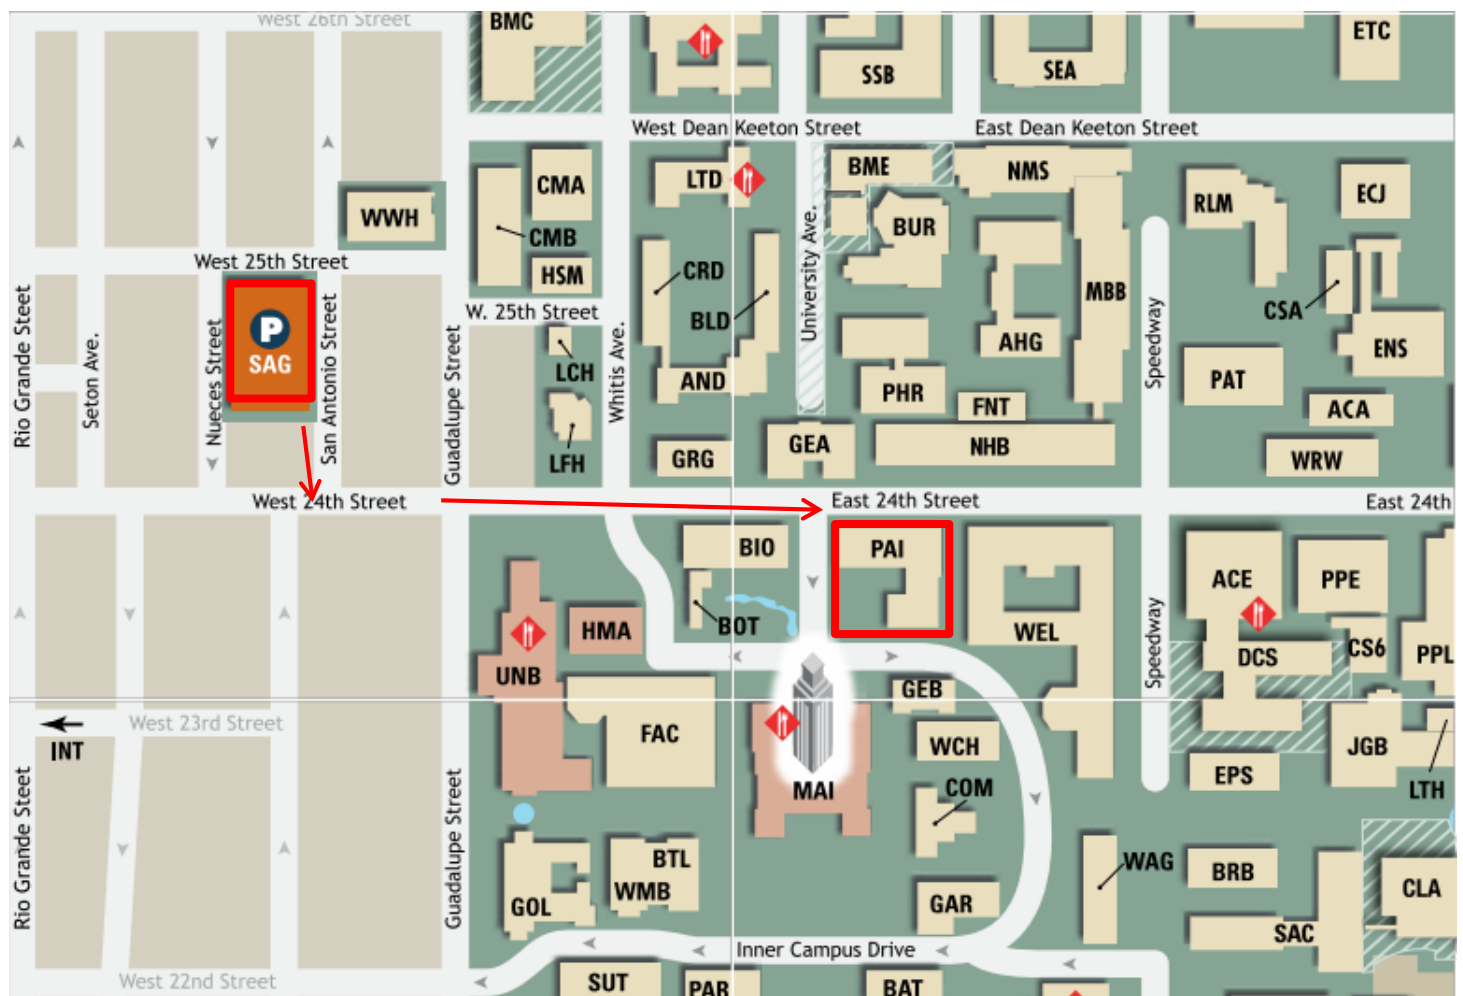 West 26th Street
BMC
SSB
SEA
ETC
West Dean Keeton Street
East Dean Keeton Street
CMA
LTD
BME
NMS
WWH
CMB
BUR
RLM
ECJ
West 25th Street
HSM
CRD
BLD
University Ave.
MBB
CSA
W. 25th Street
P
SAG
Rio Grande Steet
Seton Ave.
Nueces Street
San Antonio Street
Guadalupe Street
LCH
Whitis Ave.
AND
AHG
Speedway
ENS
PAT
PHR
FNT
ACA
LFH
GRG
GEA
NHB
WRW
West 24th Street
East 24th Street
East 24th
BIO
PAI
ACE
PPE
BOT
HMA
WEL
Speedway
DCS
CS6
PPL
UNB
GEB
West 23rd Street
INT
FAC
WCH
JGB
EPS
MAI
COM
LTH
Rio Grande Steet
Guadalupe Street
BTL
WMB
WAG
BRB
CLA
GOL
GAR
SAC
Inner Campus Drive
West 22nd Street
SUT
PAR
BAT